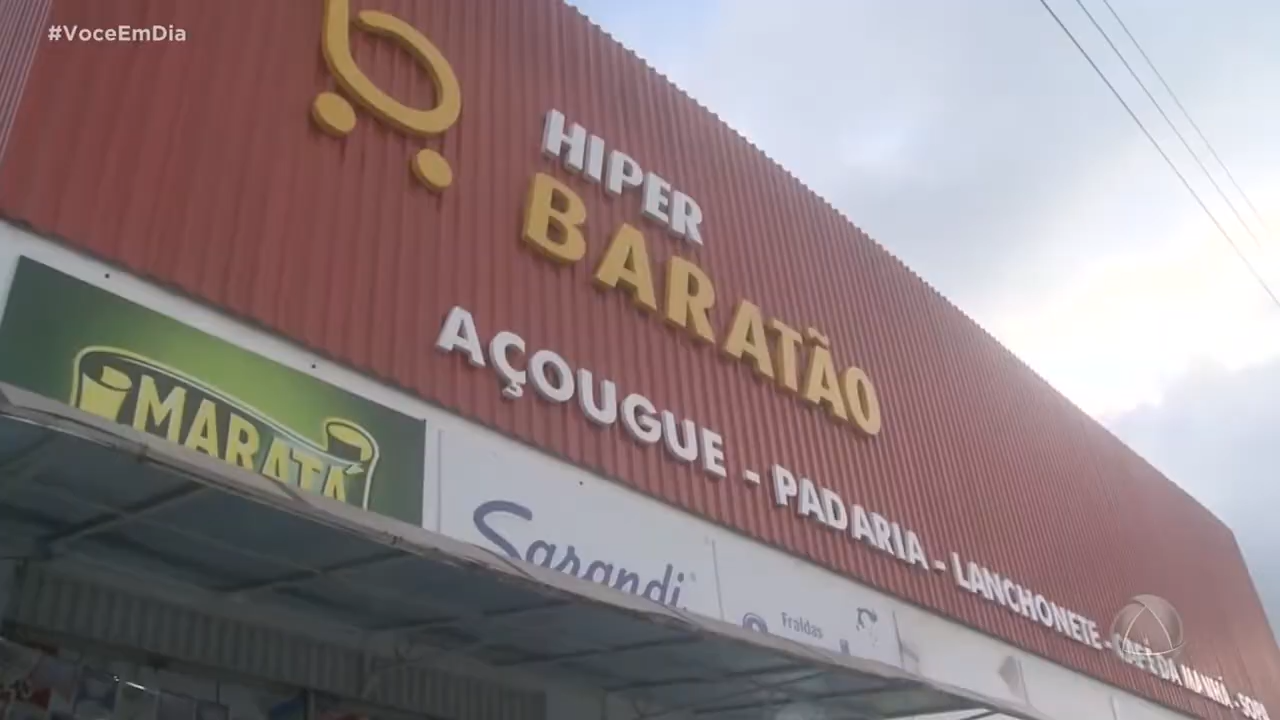 #VoceEmDia
HIPER
BARATÃO
AÇOUGUE - PADARIA - LANCHONETE - CAFÉ DA MANHÃ -
MARATÁ
Sarandi
Fraldas